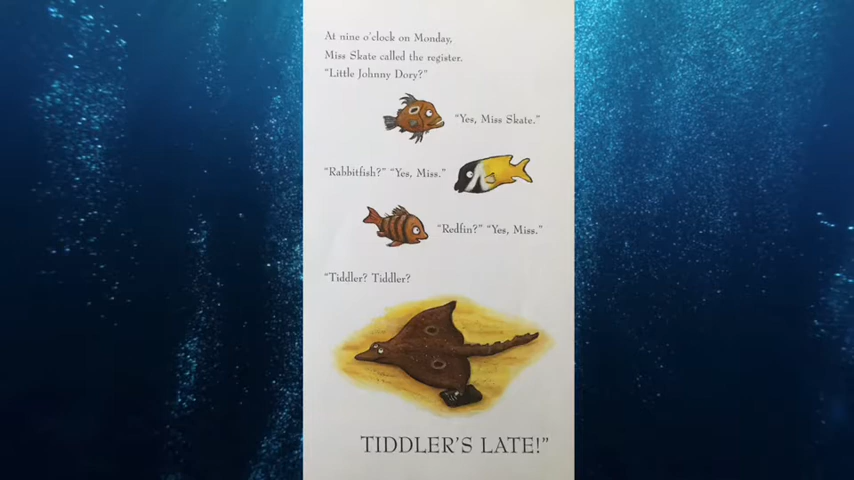 At nine o'clock on Monday,
Miss Skate called the register.
"Little Johnny Dory?"
"Yes, Miss Skate."
"Rabbitfish?" "Yes, Miss."
"Redfin?" "Yes, Miss."
"Tiddler? Tiddler?
TIDDLER'S LATE!"